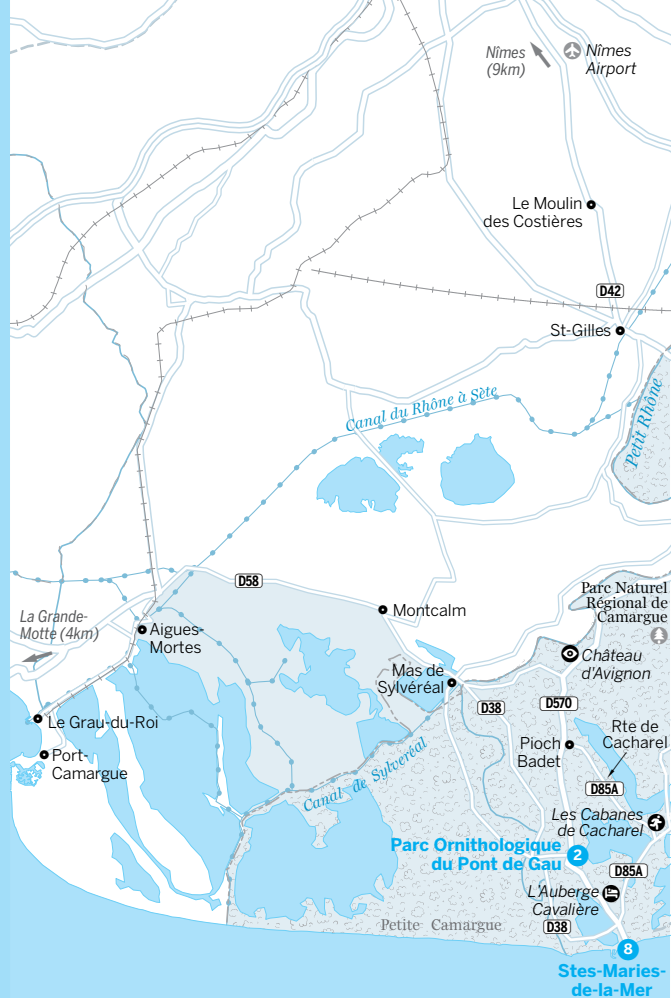 Nîmes
(9km)
Nîmes
Airport
Le Moulin
des Costières
D42
St-Gilles
Canal du Rhône à Sète
Petit Rhône
D58
Parc Naturel
Régional de
Camargue
La Grande-
Motte (4km)
Montcalm
Aigues-
Mortes
Château
d'Avignon
Mas de
Sylvéréal
D38
D570
Le Grau-du-Roi
Rte de
Cacharel
Pioch
Badet
Port-
Camargue
Canal de Sylveréal
D85A
Les Cabanes
de Cacharel
Parc Ornithologique
du Pont de Gau
2
D85A
L'Auberge
Cavalière
Petite Camargue
D38
8
Stes-Maries-
de-la-Mer